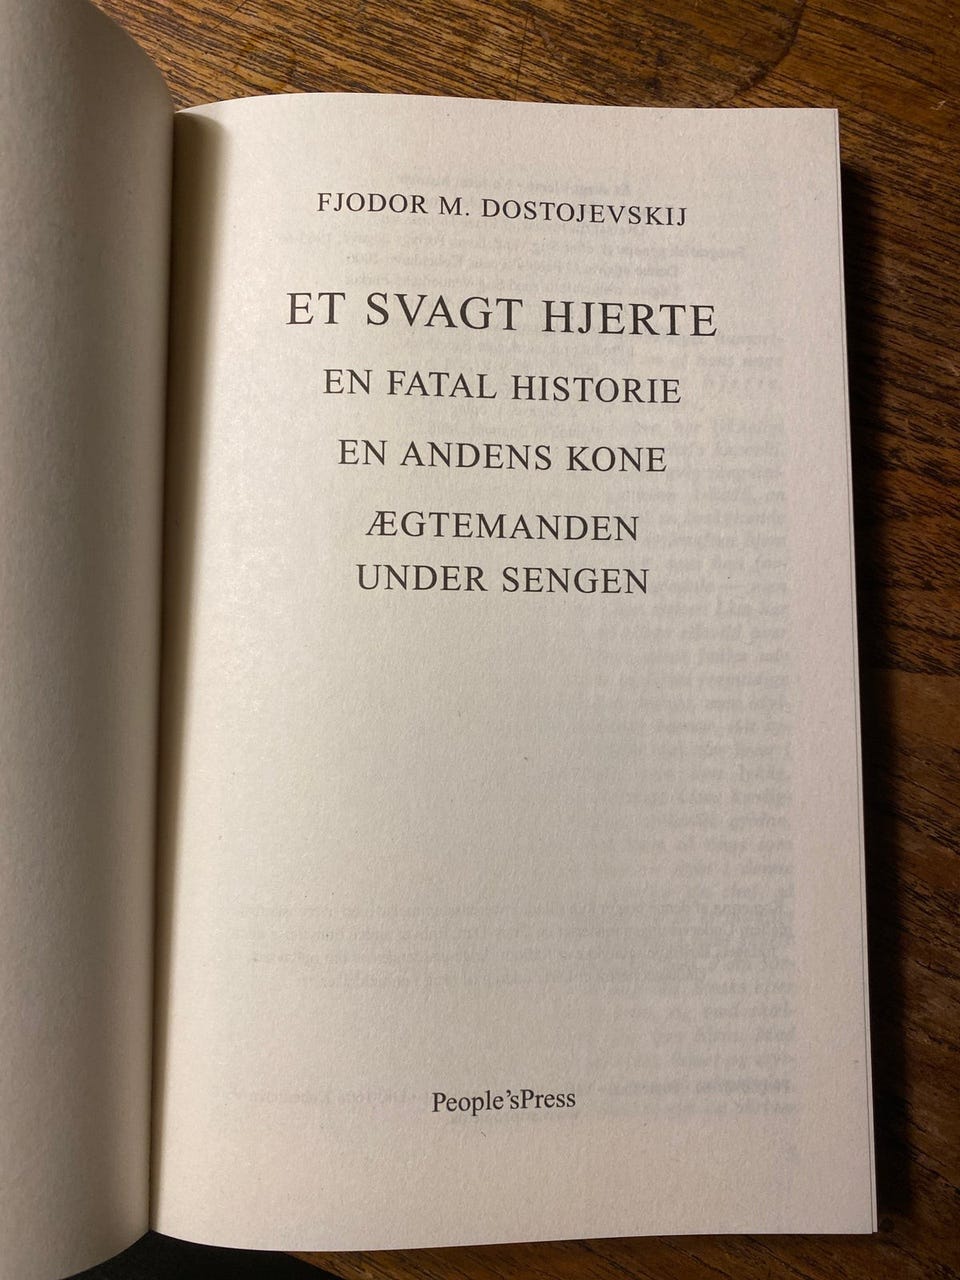 FJODOR M. DOSTOJEVSKIJ
ET SVAGT HJERTE
EN FATAL HISTORIE
EN ANDENS KONE
ÆGTEMANDEN
UNDER SENGEN
People'sPress